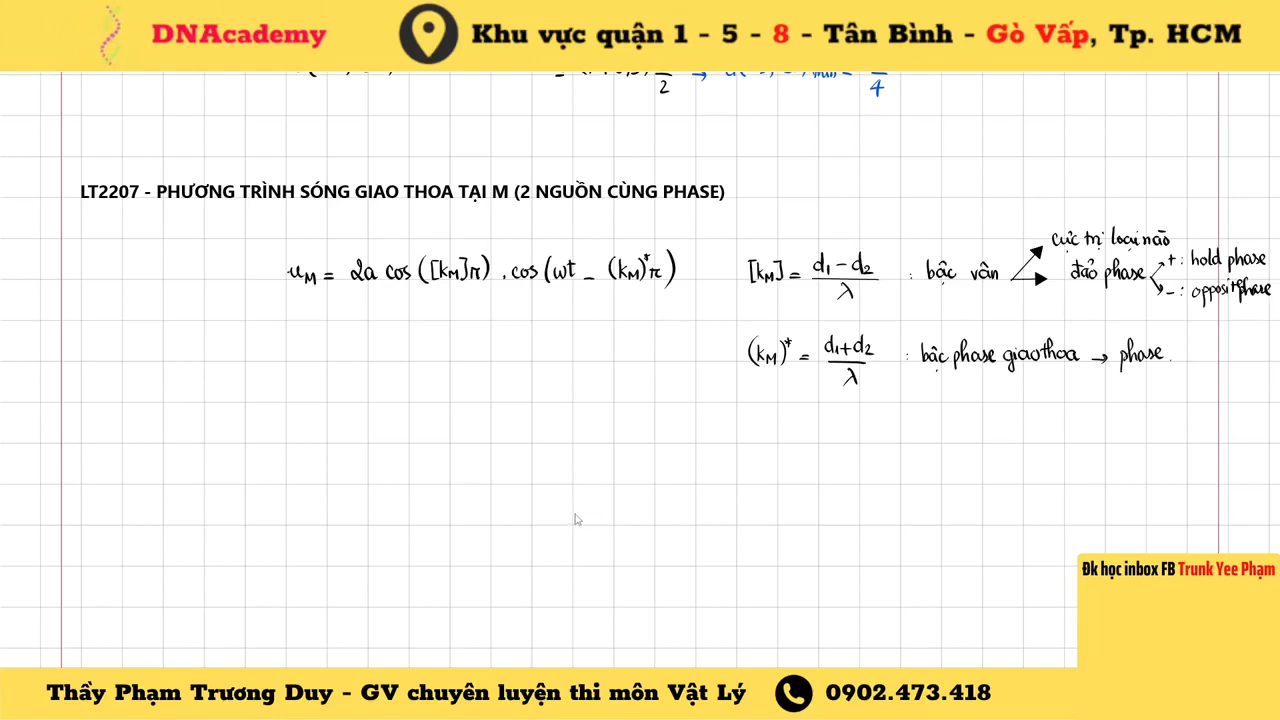 DNAcademy
Khu vực quận 1 - 5 - 8 - Tân Bình - Gò Vấp, Tp. HCM
2
4
LT2207 - PHƯƠNG TRÌNH SÓNG GIAO THOA TẠI M (2 NGUỒN CÙNG PHASE)
u_M = 2a cos([k_M]π) . cos(ωt - (k_M)*π)
[k_M] = (d₁ - d₂)/λ : bậc vân
cực trị loại nào
đảo phase
+ : hold phase
- : opposite phase
(k_M)* = (d₁ + d₂)/λ : bậc phase giao thoa → phase.
Đk học inbox FB Trunk Yee Phạm
Thầy Phạm Trương Duy - GV chuyên luyện thi môn Vật Lý
0902.473.418